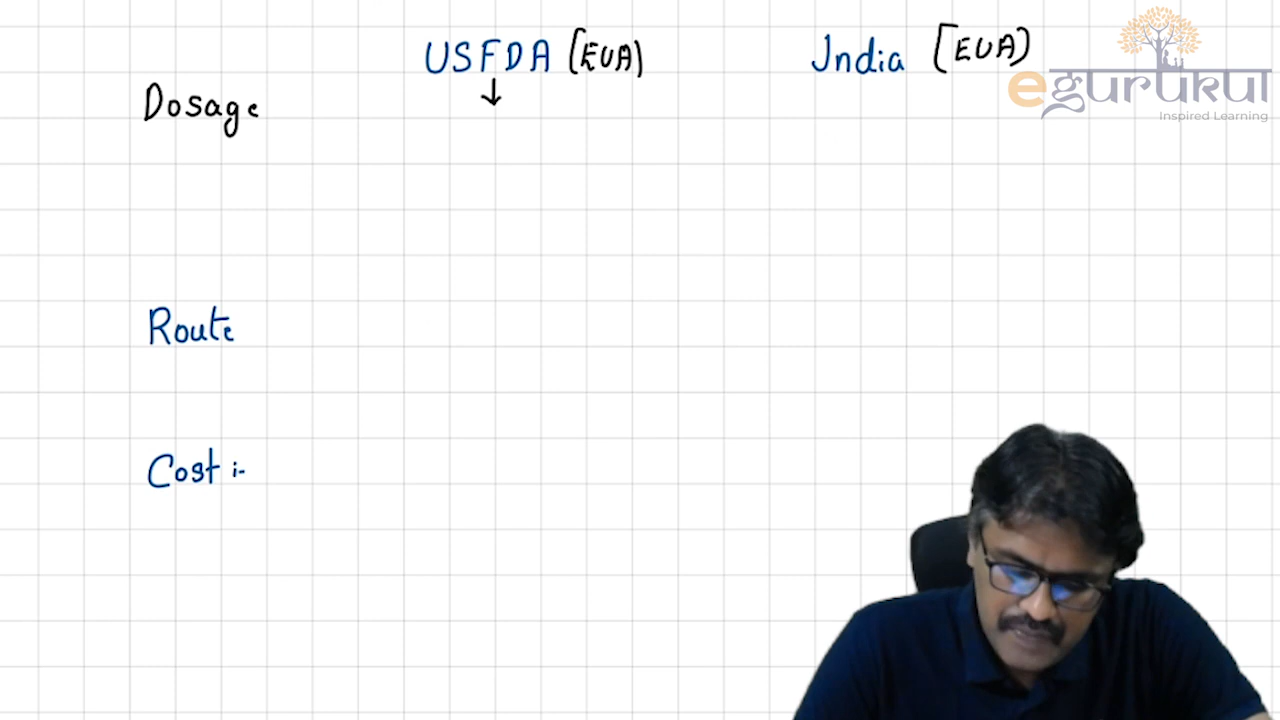 USFDA [EUA) India [EUA)
↓
Dosage
Route
Cost :-
eGurukul
Inspired Learning